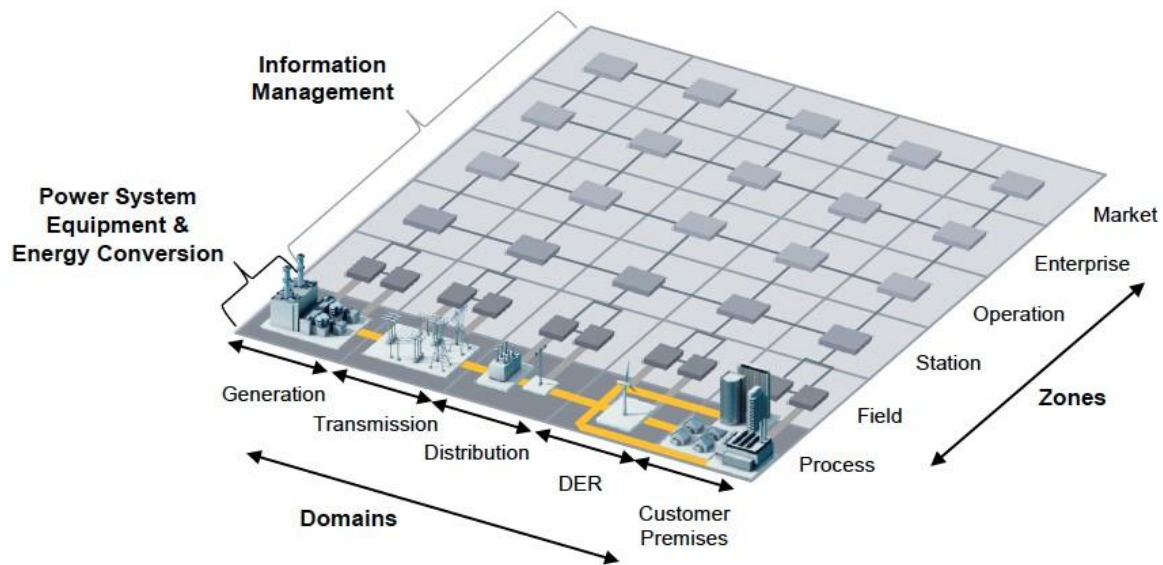 Information
Management
Power System
Equipment &
Energy Conversion
Market
Enterprise
Operation
Station
Field
Process
Zones
Generation
Transmission
Distribution
DER
Customer
Premises
Domains